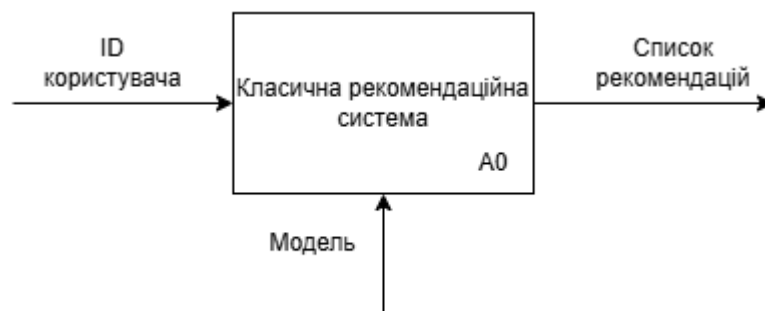 ID
користувача
Класична рекомендаційна
система
A0
Список
рекомендацій
Модель